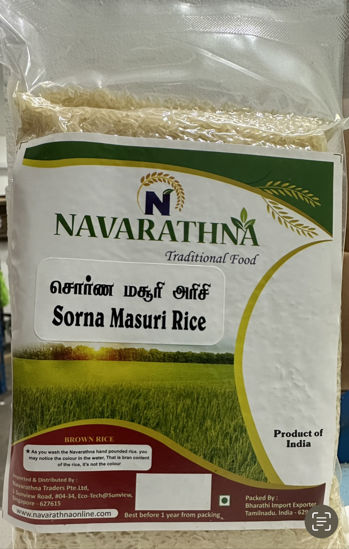 N
NAVARATHNA
Traditional Food
சொர்ண மசூரி அரிசி
Sorna Masuri Rice
BROWN RICE
★ As you wash the Navarathna hand pounded rice, you
may notice the colour in the water, That is bran content
of the rice, It's not the colour
Product of
India
Imported & Distributed By :
Navarathna Traders Pte.Ltd,
Sunview Road, #04-34, Eco-Tech@Sunview,
Singapore - 627615
www.navarathnaonline.com
Best before 1 year from packing
Packed By :
Bharathi Import Exporter
Tamilnadu, India - 62